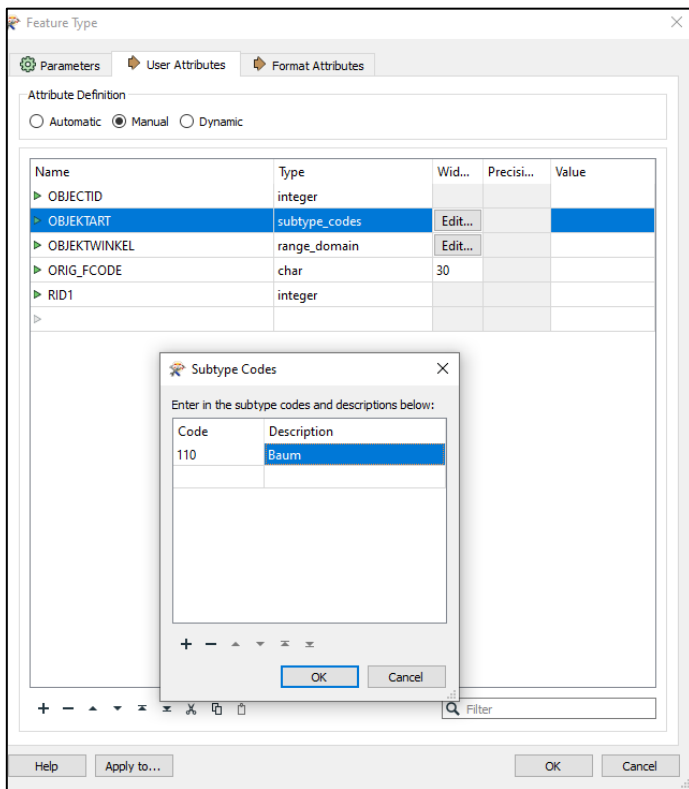 Feature Type
Parameters User Attributes Format Attributes
Attribute Definition
Automatic Manual Dynamic
Name Type Wid... Precisi... Value
OBJECTID integer
OBJEKTART subtype_codes Edit...
OBJEKTWINKEL range_domain Edit...
ORIG_FCODE char 30
RID1 integer
Subtype Codes
Enter in the subtype codes and descriptions below:
Code Description
110 Baum
OK Cancel
Filter
Help Apply to... OK Cancel